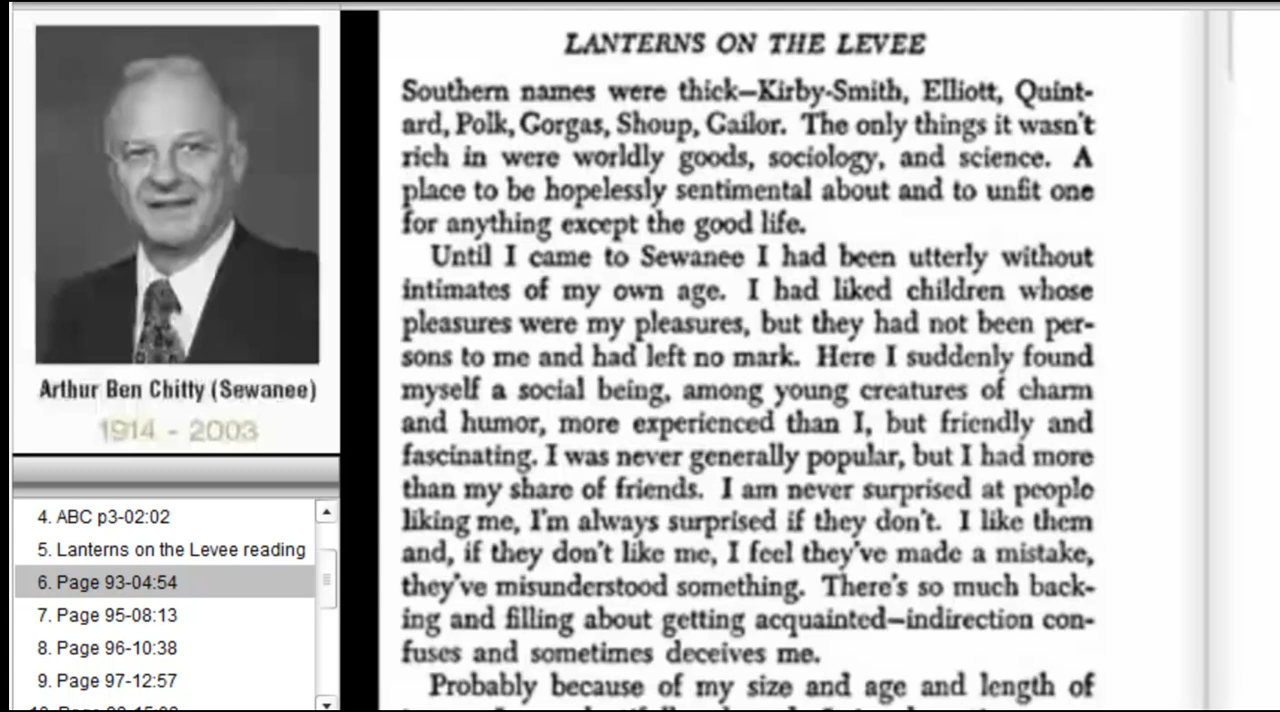 Arthur Ben Chitty (Sewanee)
1914 - 2003
4. ABC p3-02:02
5. Lanterns on the Levee reading
6. Page 93-04:54
7. Page 95-08:13
8. Page 96-10:38
9. Page 97-12:57
LANTERNS ON THE LEVEE
Southern names were thick—Kirby-Smith, Elliott, Quint-
ard, Polk, Gorgas, Shoup, Gailor. The only things it wasn't
rich in were worldly goods, sociology, and science. A
place to be hopelessly sentimental about and to unfit one
for anything except the good life.
Until I came to Sewanee I had been utterly without
intimates of my own age. I had liked children whose
pleasures were my pleasures, but they had not been per-
sons to me and had left no mark. Here I suddenly found
myself a social being, among young creatures of charm
and humor, more experienced than I, but friendly and
fascinating. I was never generally popular, but I had more
than my share of friends. I am never surprised at people
liking me, I'm always surprised if they don't. I like them
and, if they don't like me, I feel they've made a mistake,
they've misunderstood something. There's so much back-
ing and filling about getting acquainted—indirection con-
fuses and sometimes deceives me.
Probably because of my size and age and length of